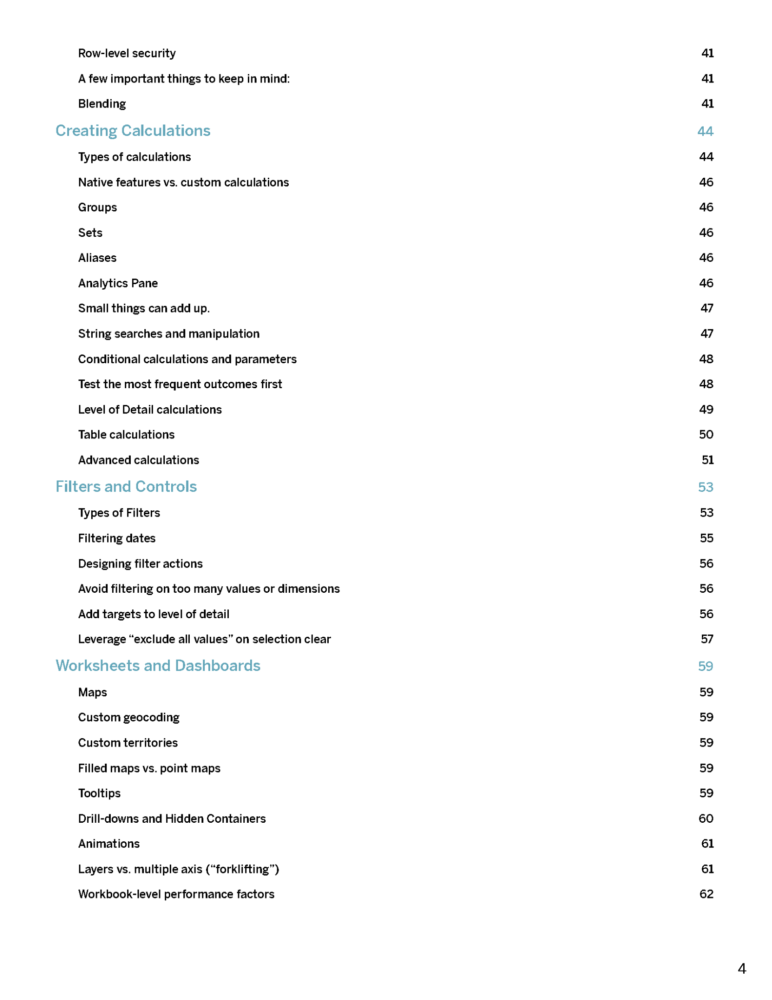 Row-level security 41
A few important things to keep in mind: 41
Blending 41
Creating Calculations 44
Types of calculations 44
Native features vs. custom calculations 46
Groups 46
Sets 46
Aliases 46
Analytics Pane 46
Small things can add up. 47
String searches and manipulation 47
Conditional calculations and parameters 48
Test the most frequent outcomes first 48
Level of Detail calculations 49
Table calculations 50
Advanced calculations 51
Filters and Controls 53
Types of Filters 53
Filtering dates 55
Designing filter actions 56
Avoid filtering on too many values or dimensions 56
Add targets to level of detail 56
Leverage “exclude all values” on selection clear 57
Worksheets and Dashboards 59
Maps 59
Custom geocoding 59
Custom territories 59
Filled maps vs. point maps 59
Tooltips 59
Drill-downs and Hidden Containers 60
Animations 61
Layers vs. multiple axis (“forklifting”) 61
Workbook-level performance factors 62
4